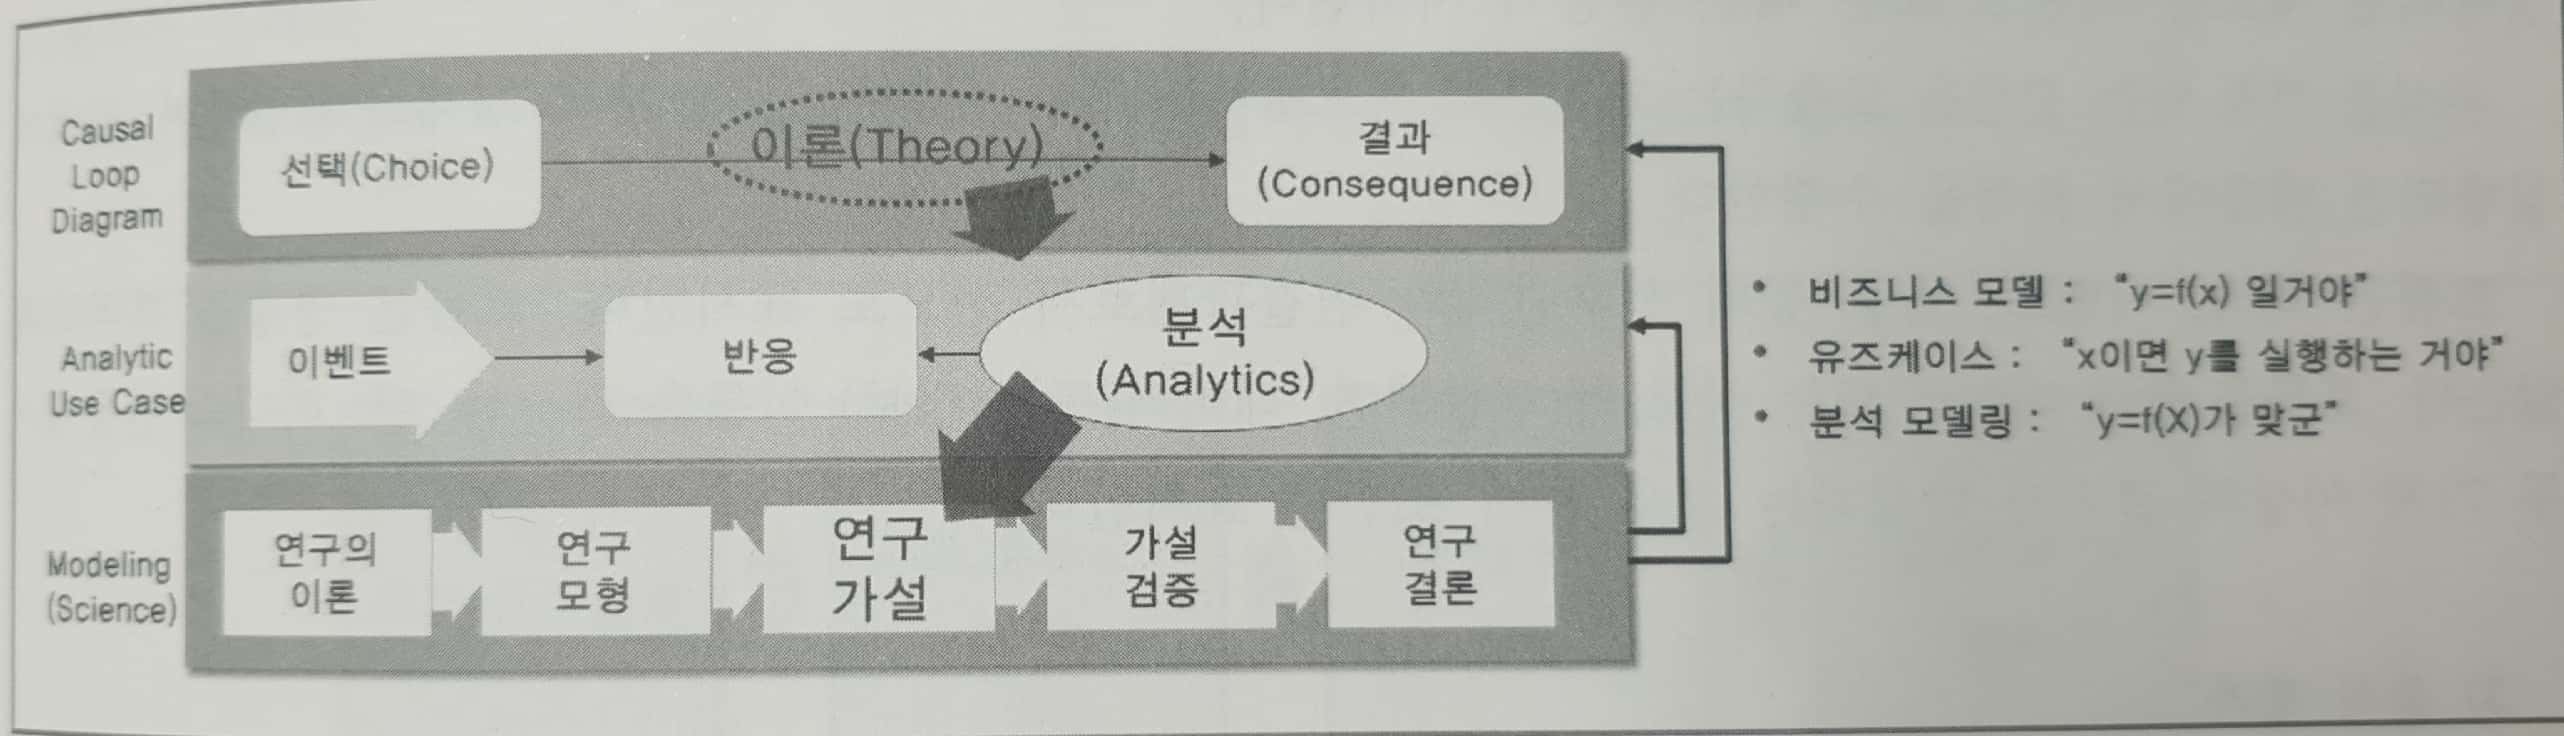 Causal
Loop
Diagram
선택(Choice)
이론(Theory)
결과
(Consequence)
Analytic
Use Case
이벤트
반응
분석
(Analytics)
Modeling
(Science)
연구의
이론
연구
모형
연구
가설
가설
검증
연구
결론
• 비즈니스 모델 : “y=f(x) 일거야”
• 유즈케이스 : “x이면 y를 실행하는 거야”
• 분석 모델링 : “y=f(X)가 맞군”